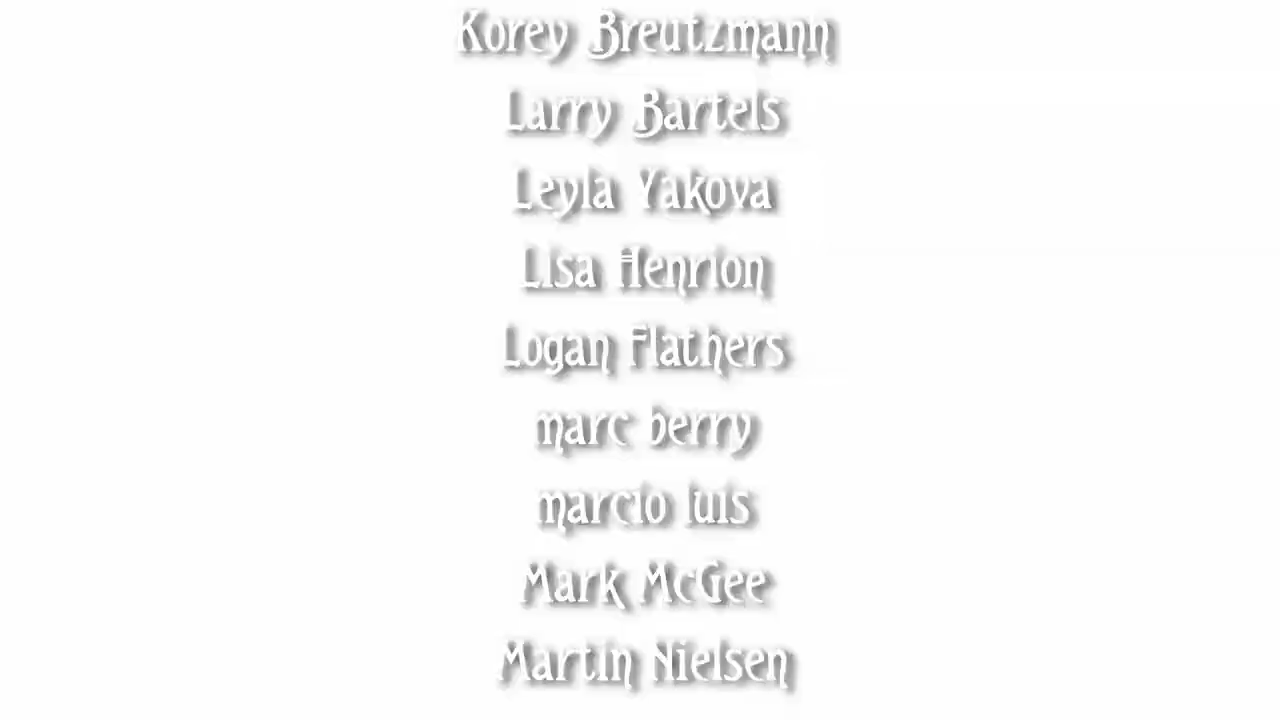 Korey Breutzmann
Larry Bartels
Leyla Yakova
Lisa Henrion
Logan Flathers
marc berry
marcio luis
Mark McGee
Martin Nielsen